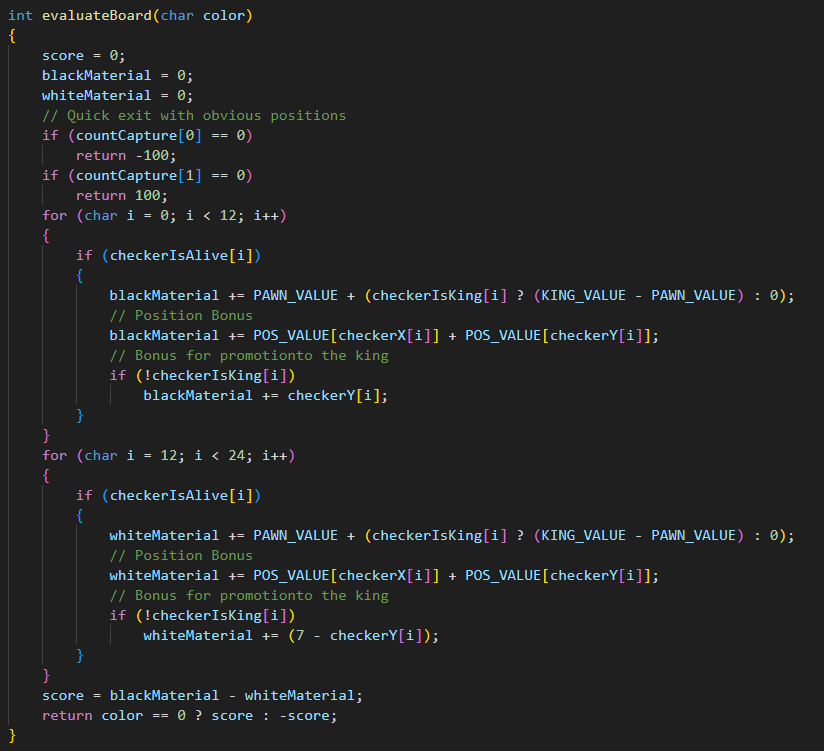 int evaluateBoard(char color)
{
    score = 0;
    blackMaterial = 0;
    whiteMaterial = 0;
    // Quick exit with obvious positions
    if (countCapture[0] == 0)
        return -100;
    if (countCapture[1] == 0)
        return 100;
    for (char i = 0; i < 12; i++)
    {
        if (checkerIsAlive[i])
        {
            blackMaterial += PAWN_VALUE + (checkerIsKing[i] ? (KING_VALUE - PAWN_VALUE) : 0);
            // Position Bonus
            blackMaterial += POS_VALUE[checkerX[i]] + POS_VALUE[checkerY[i]];
            // Bonus for promotionto the king
            if (!checkerIsKing[i])
                blackMaterial += checkerY[i];
        }
    }
    for (char i = 12; i < 24; i++)
    {
        if (checkerIsAlive[i])
        {
            whiteMaterial += PAWN_VALUE + (checkerIsKing[i] ? (KING_VALUE - PAWN_VALUE) : 0);
            // Position Bonus
            whiteMaterial += POS_VALUE[checkerX[i]] + POS_VALUE[checkerY[i]];
            // Bonus for promotionto the king
            if (!checkerIsKing[i])
                whiteMaterial += (7 - checkerY[i]);
        }
    }
    score = blackMaterial - whiteMaterial;
    return color == 0 ? score : -score;
}